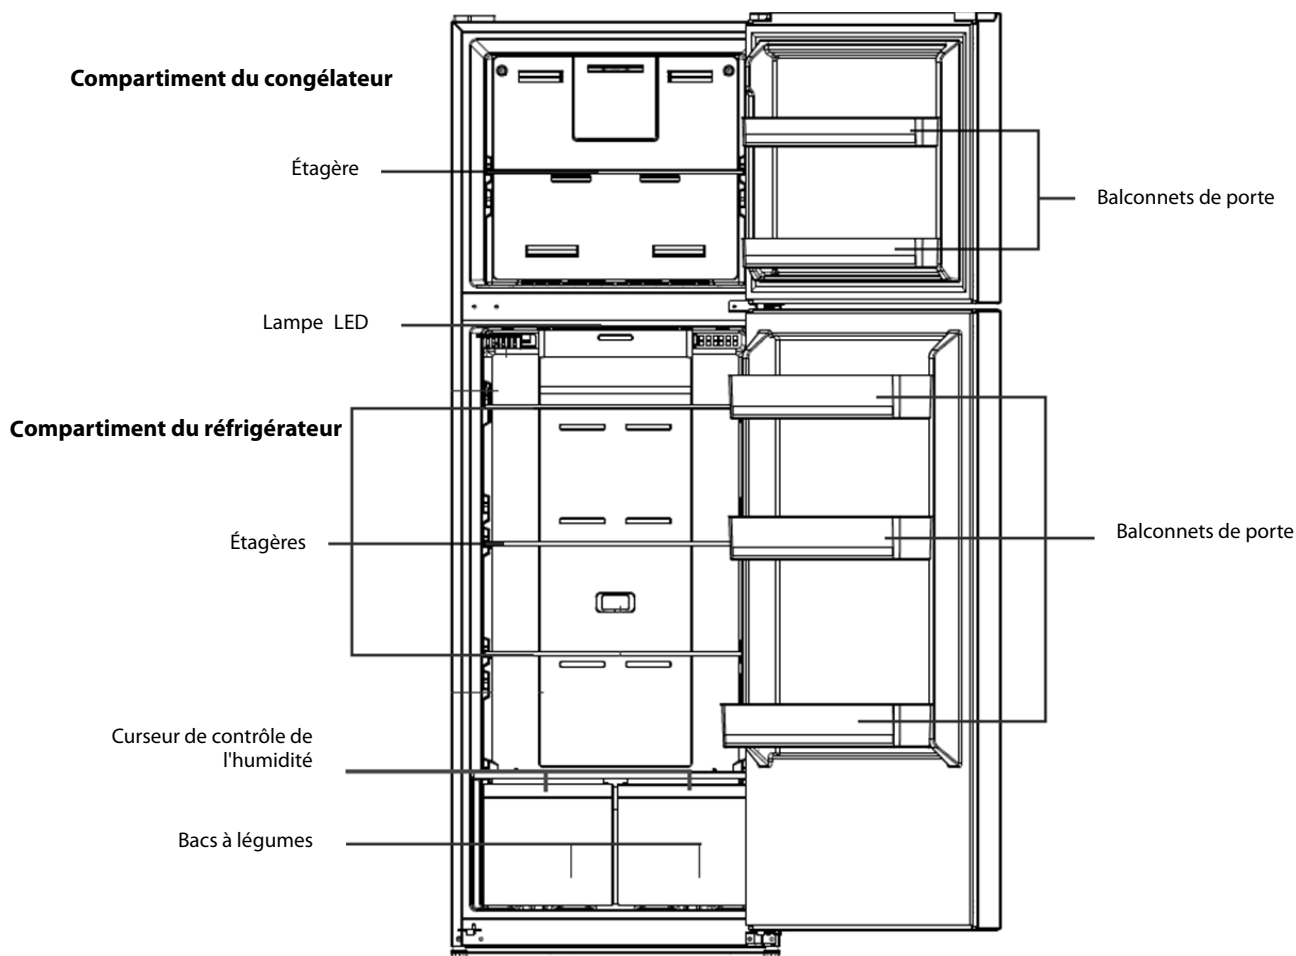 Compartiment du congélateur
Étagère
Balconnets de porte
Lampe LED
Compartiment du réfrigérateur
Étagères
Balconnets de porte
Curseur de contrôle de
l'humidité
Bacs à légumes